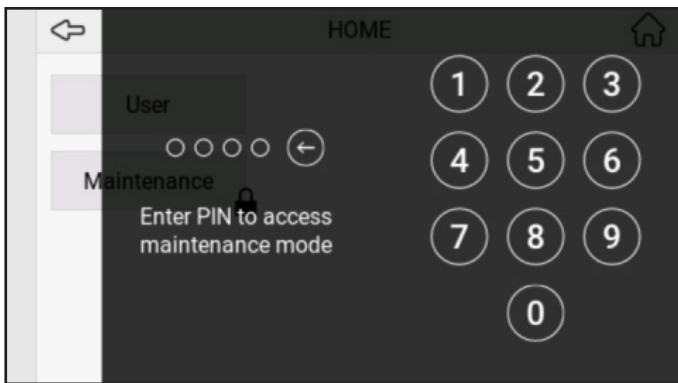 HOME
User
Maintenance
Enter PIN to access
maintenance mode
1 2 3
4 5 6
7 8 9
0